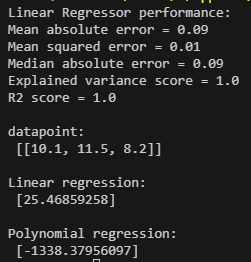 Linear Regressor performance:
Mean absolute error = 0.09
Mean squared error = 0.01
Median absolute error = 0.09
Explained variance score = 1.0
R2 score = 1.0
datapoint:
[[10.1, 11.5, 8.2]]
Linear regression:
[25.46859258]
Polynomial regression:
[-1338.37956097]